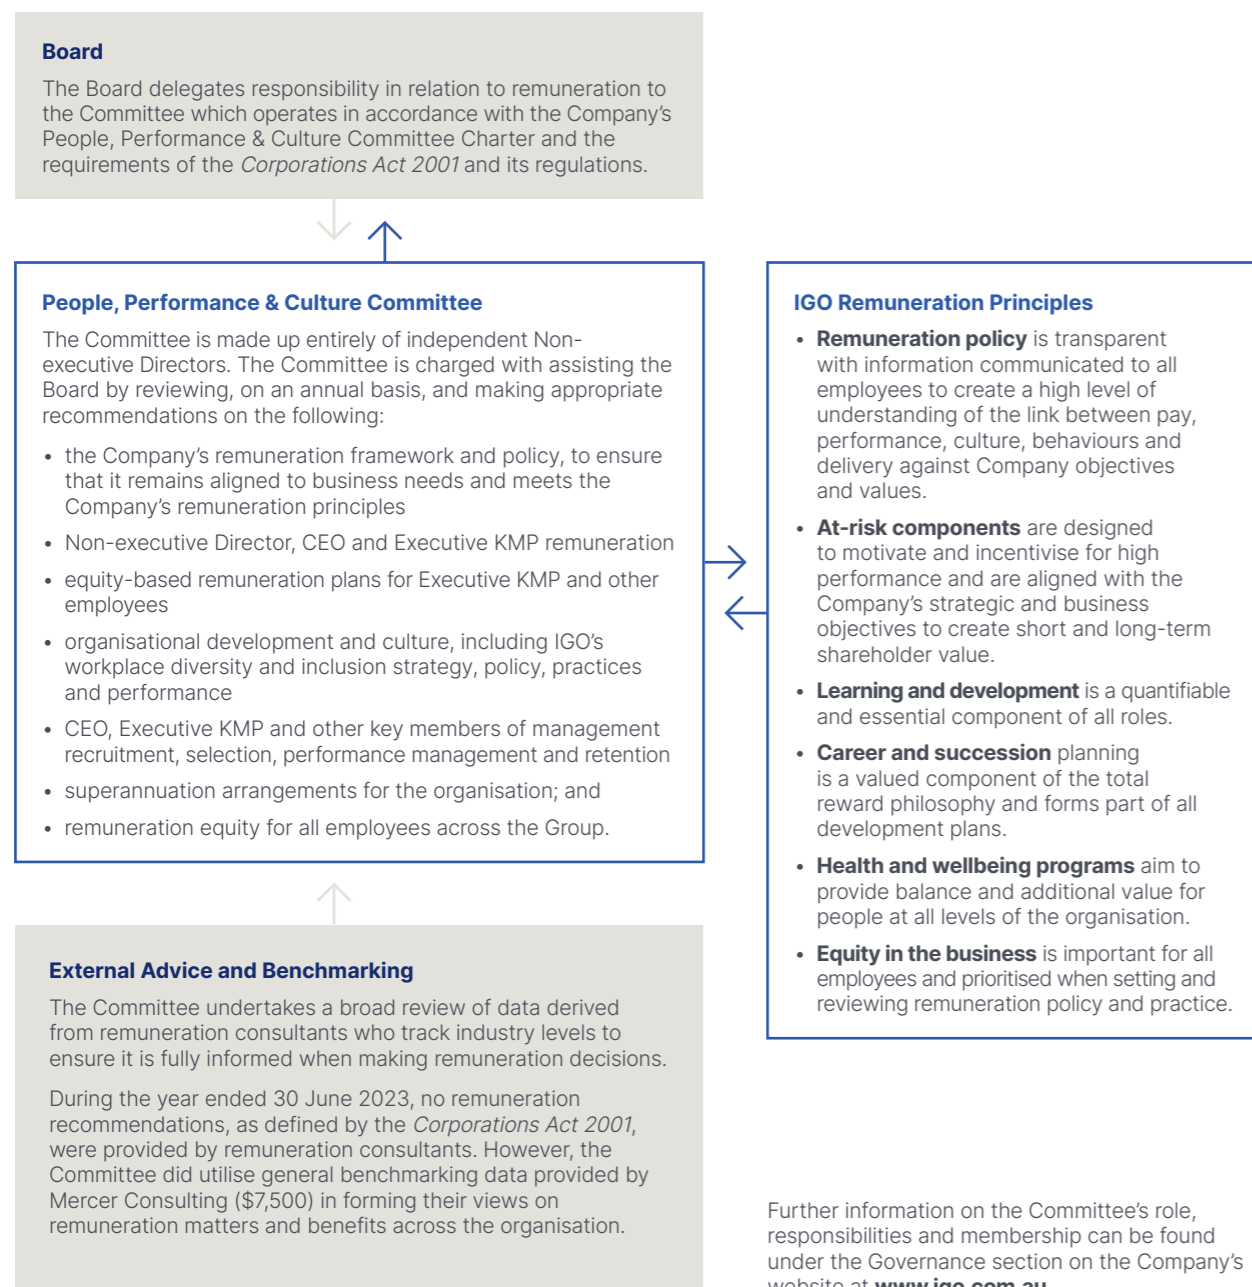 Board
The Board delegates responsibility in relation to remuneration to
the Committee which operates in accordance with the Company’s
People, Performance & Culture Committee Charter and the
requirements of the Corporations Act 2001 and its regulations.
People, Performance & Culture Committee
The Committee is made up entirely of independent Non-
executive Directors. The Committee is charged with assisting the
Board by reviewing, on an annual basis, and making appropriate
recommendations on the following:
• the Company’s remuneration framework and policy, to ensure
that it remains aligned to business needs and meets the
Company’s remuneration principles
• Non-executive Director, CEO and Executive KMP remuneration
• equity-based remuneration plans for Executive KMP and other
employees
• organisational development and culture, including IGO’s
workplace diversity and inclusion strategy, policy, practices
and performance
• CEO, Executive KMP and other key members of management
recruitment, selection, performance management and retention
• superannuation arrangements for the organisation; and
• remuneration equity for all employees across the Group.
External Advice and Benchmarking
The Committee undertakes a broad review of data derived
from remuneration consultants who track industry levels to
ensure it is fully informed when making remuneration decisions.
During the year ended 30 June 2023, no remuneration
recommendations, as defined by the Corporations Act 2001,
were provided by remuneration consultants. However, the
Committee did utilise general benchmarking data provided by
Mercer Consulting ($7,500) in forming their views on
remuneration matters and benefits across the organisation.
IGO Remuneration Principles
• Remuneration policy is transparent
with information communicated to all
employees to create a high level of
understanding of the link between pay,
performance, culture, behaviours and
delivery against Company objectives
and values.
• At-risk components are designed
to motivate and incentivise for high
performance and are aligned with the
Company’s strategic and business
objectives to create short and long-term
shareholder value.
• Learning and development is a quantifiable
and essential component of all roles.
• Career and succession planning
is a valued component of the total
reward philosophy and forms part of all
development plans.
• Health and wellbeing programs aim to
provide balance and additional value for
people at all levels of the organisation.
• Equity in the business is important for all
employees and prioritised when setting and
reviewing remuneration policy and practice.
Further information on the Committee’s role,
responsibilities and membership can be found
under the Governance section on the Company’s
website at www.igo.com.au